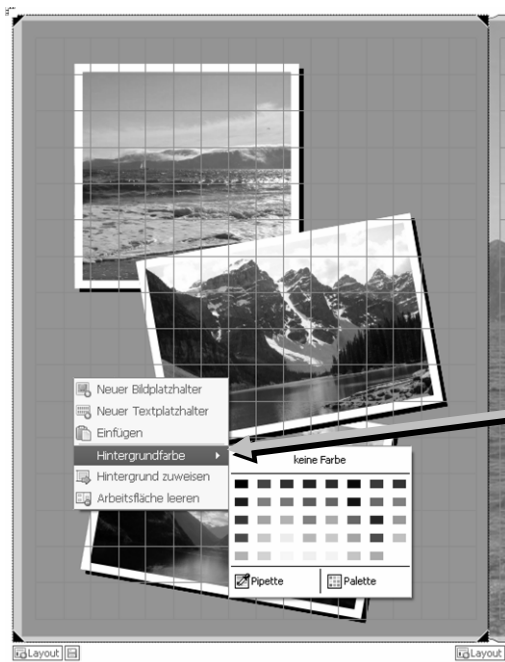 Neuer Bildplatzhalter
Neuer Textplatzhalter
Einfügen
Hintergrundfarbe
Hintergrund zuweisen
Arbeitsfläche leeren
keine Farbe
Pipette
Palette
Layout
Layout